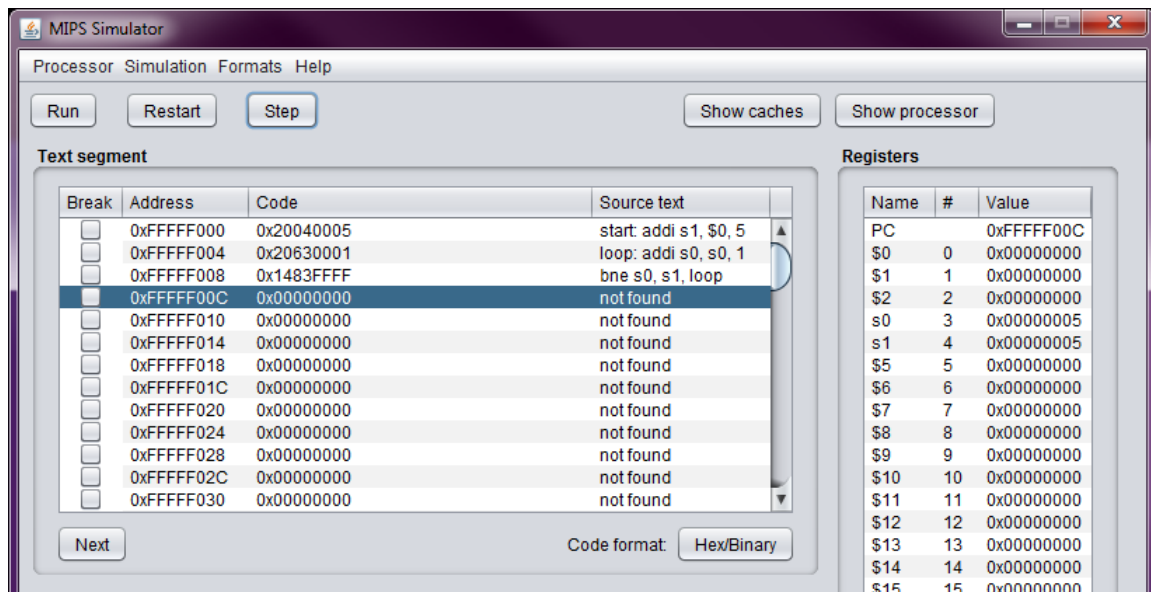 MIPS Simulator
Processor Simulation Formats Help
Run Restart Step Show caches Show processor
Text segment
Break Address Code Source text
0xFFFFF000 0x20040005 start: addi s1, $0, 5
0xFFFFF004 0x20630001 loop: addi s0, s0, 1
0xFFFFF008 0x1483FFFF bne s0, s1, loop
0xFFFFF00C 0x00000000 not found
0xFFFFF010 0x00000000 not found
0xFFFFF014 0x00000000 not found
0xFFFFF018 0x00000000 not found
0xFFFFF01C 0x00000000 not found
0xFFFFF020 0x00000000 not found
0xFFFFF024 0x00000000 not found
0xFFFFF028 0x00000000 not found
0xFFFFF02C 0x00000000 not found
0xFFFFF030 0x00000000 not found
Next Code format: Hex/Binary
Registers
Name # Value
PC 0xFFFFF00C
$0 0 0x00000000
$1 1 0x00000000
$2 2 0x00000000
s0 3 0x00000005
s1 4 0x00000005
$5 5 0x00000000
$6 6 0x00000000
$7 7 0x00000000
$8 8 0x00000000
$9 9 0x00000000
$10 10 0x00000000
$11 11 0x00000000
$12 12 0x00000000
$13 13 0x00000000
$14 14 0x00000000
$15 15 0x00000000